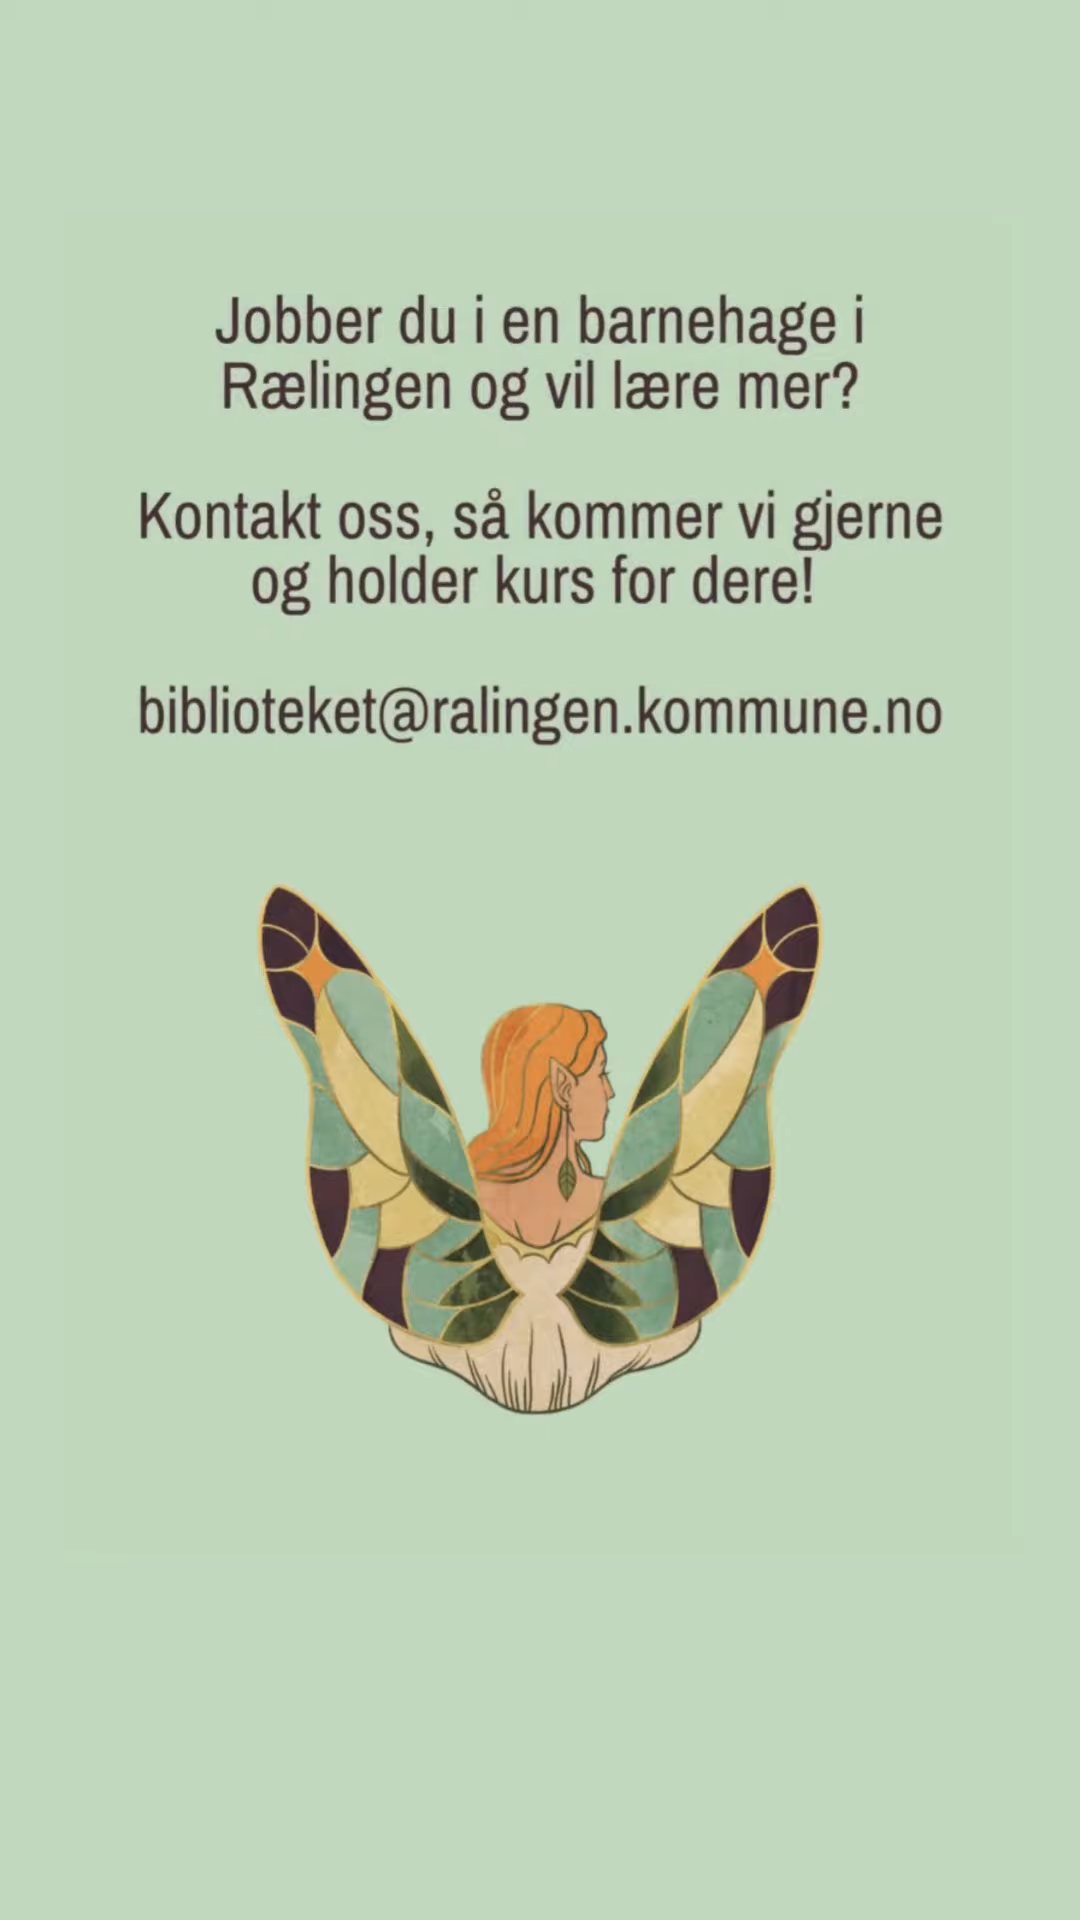 Jobber du i en barnehage i
Rælingen og vil lære mer?
Kontakt oss, så kommer vi gjerne
og holder kurs for dere!
biblioteket@ralingen.kommune.no